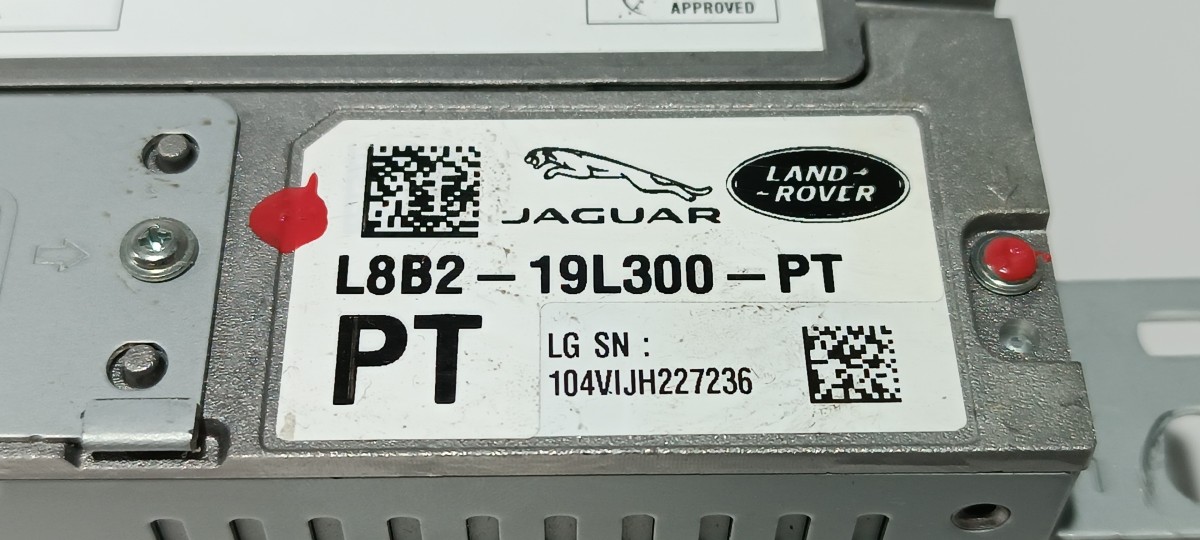 APPROVED
JAGUAR
LAND
ROVER
L8B2-19L300-PT
PT
LG SN :
104VIJH227236